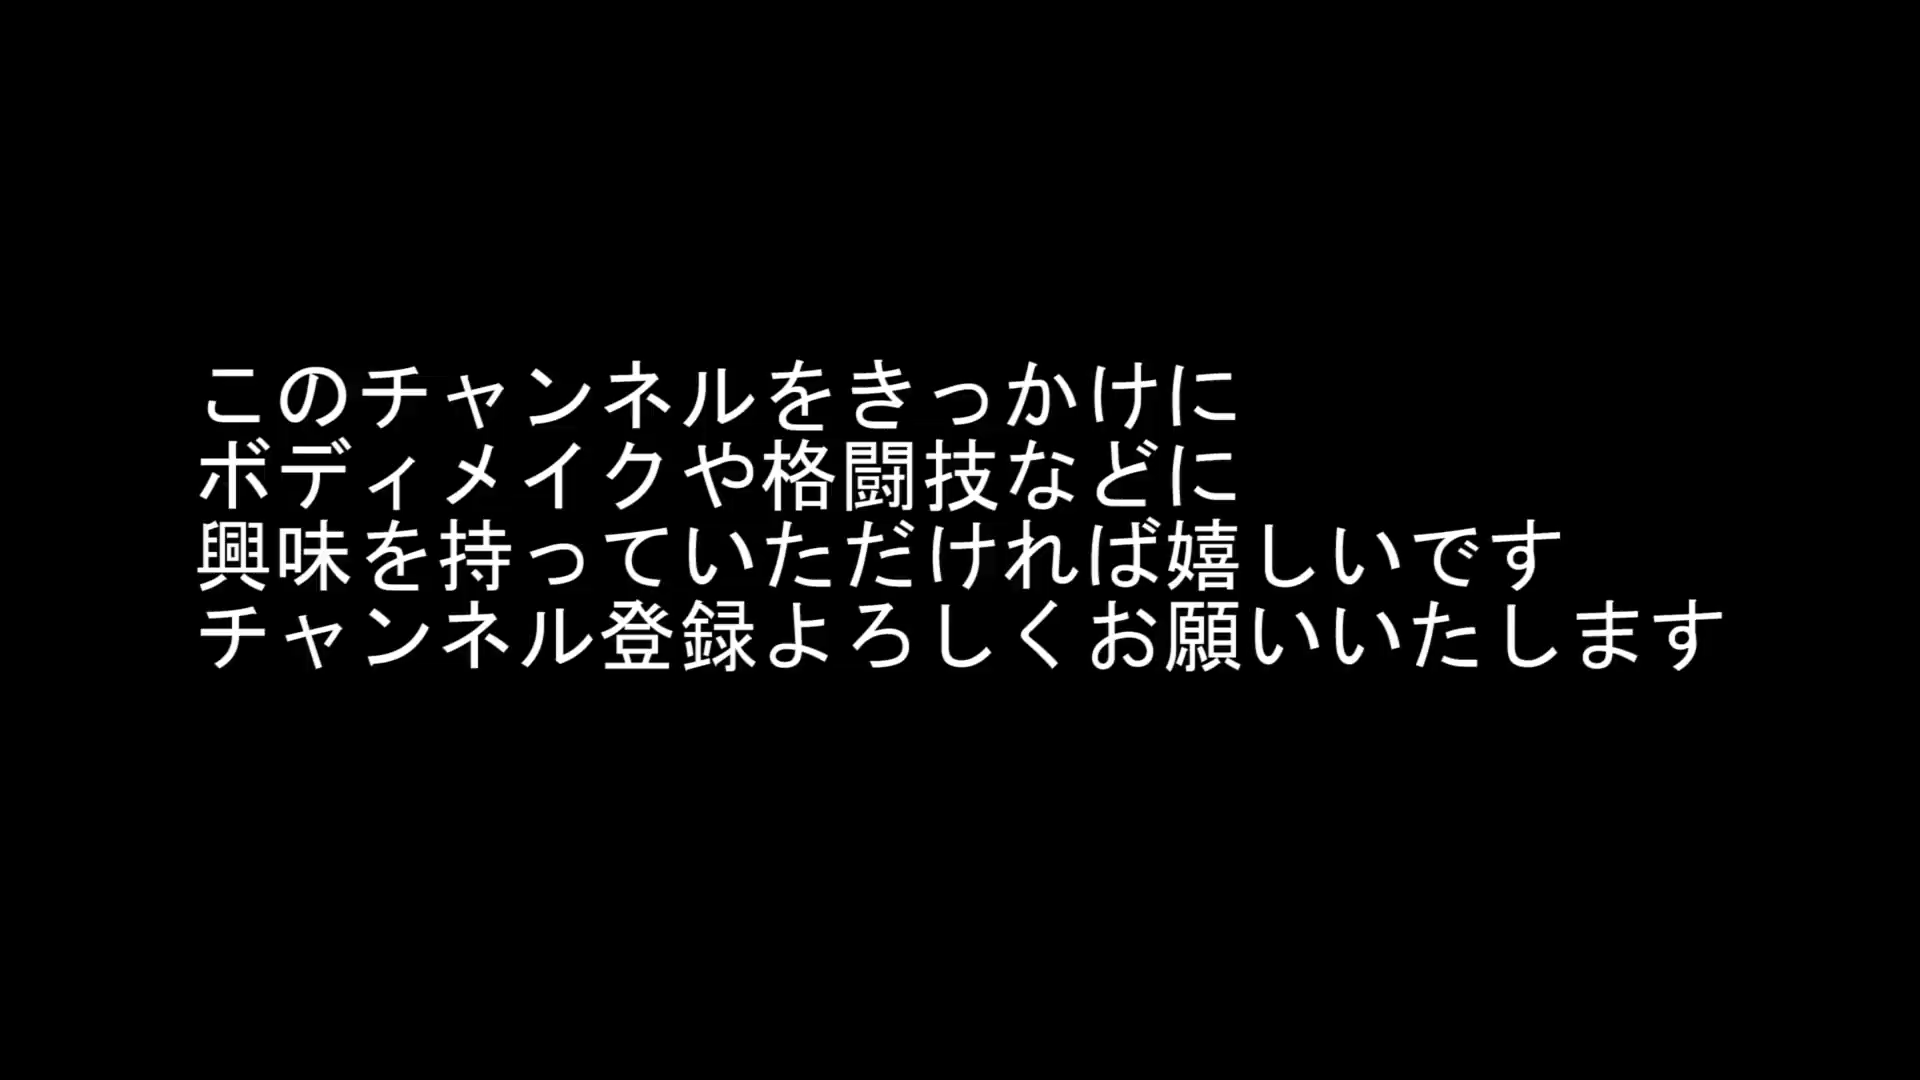 このチャンネルをきっかけに
ボディメイクや格闘技などに
興味を持っていただければ嬉しいです
チャンネル登録よろしくお願いいたします